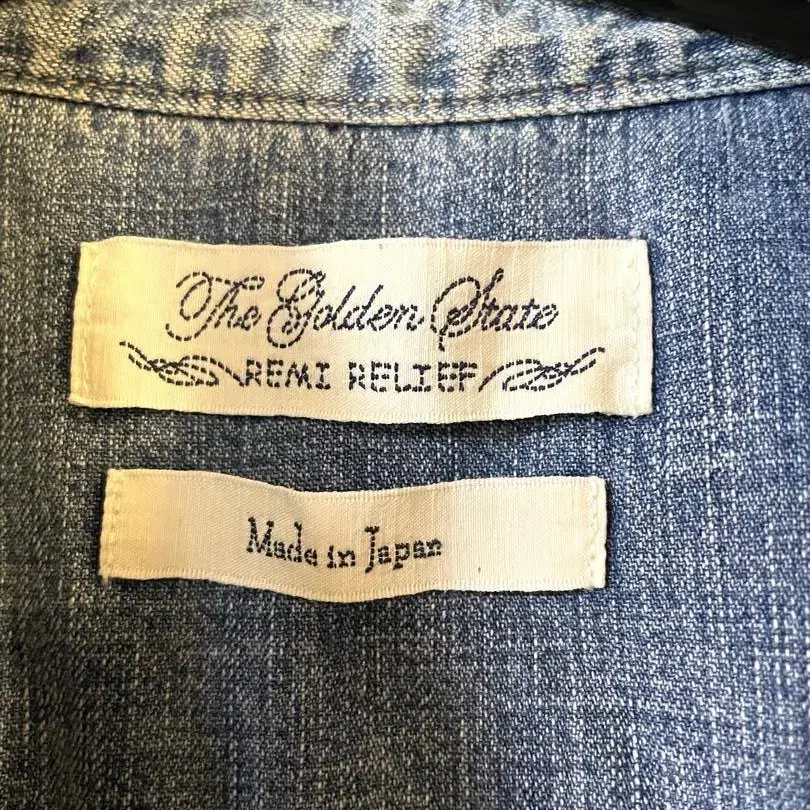 The Golden State
REMI RELIEF
Made in Japan